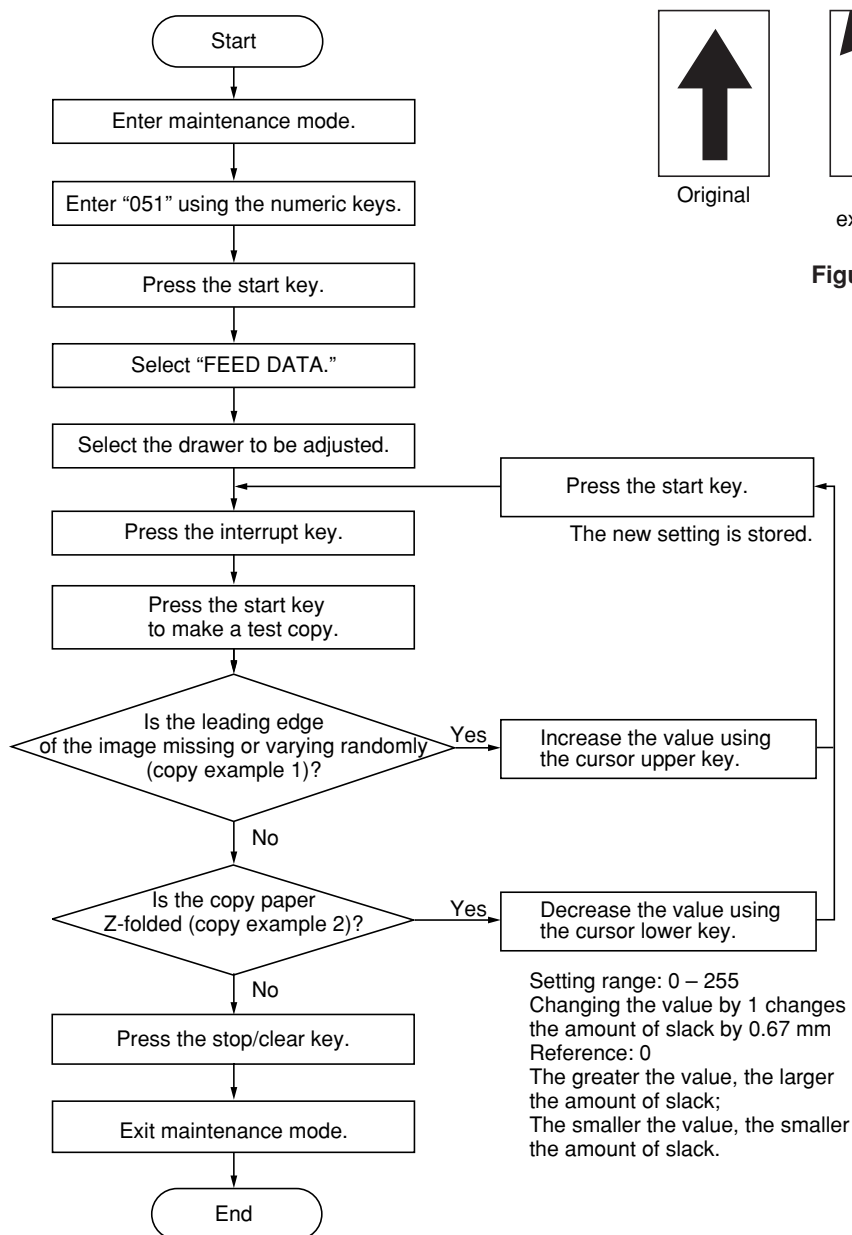 Start
Enter maintenance mode.
Enter “051” using the numeric keys.
Press the start key.
Select “FEED DATA.”
Select the drawer to be adjusted.
Press the interrupt key.
Press the start key
to make a test copy.
Is the leading edge
of the image missing or varying randomly
(copy example 1)?
Yes
Increase the value using
the cursor upper key.
Press the start key.
The new setting is stored.
No
Is the copy paper
Z-folded (copy example 2)?
Yes
Decrease the value using
the cursor lower key.
Setting range: 0 – 255
Changing the value by 1 changes
the amount of slack by 0.67 mm
Reference: 0
The greater the value, the larger
the amount of slack;
The smaller the value, the smaller
the amount of slack.
No
Press the stop/clear key.
Exit maintenance mode.
End
Original